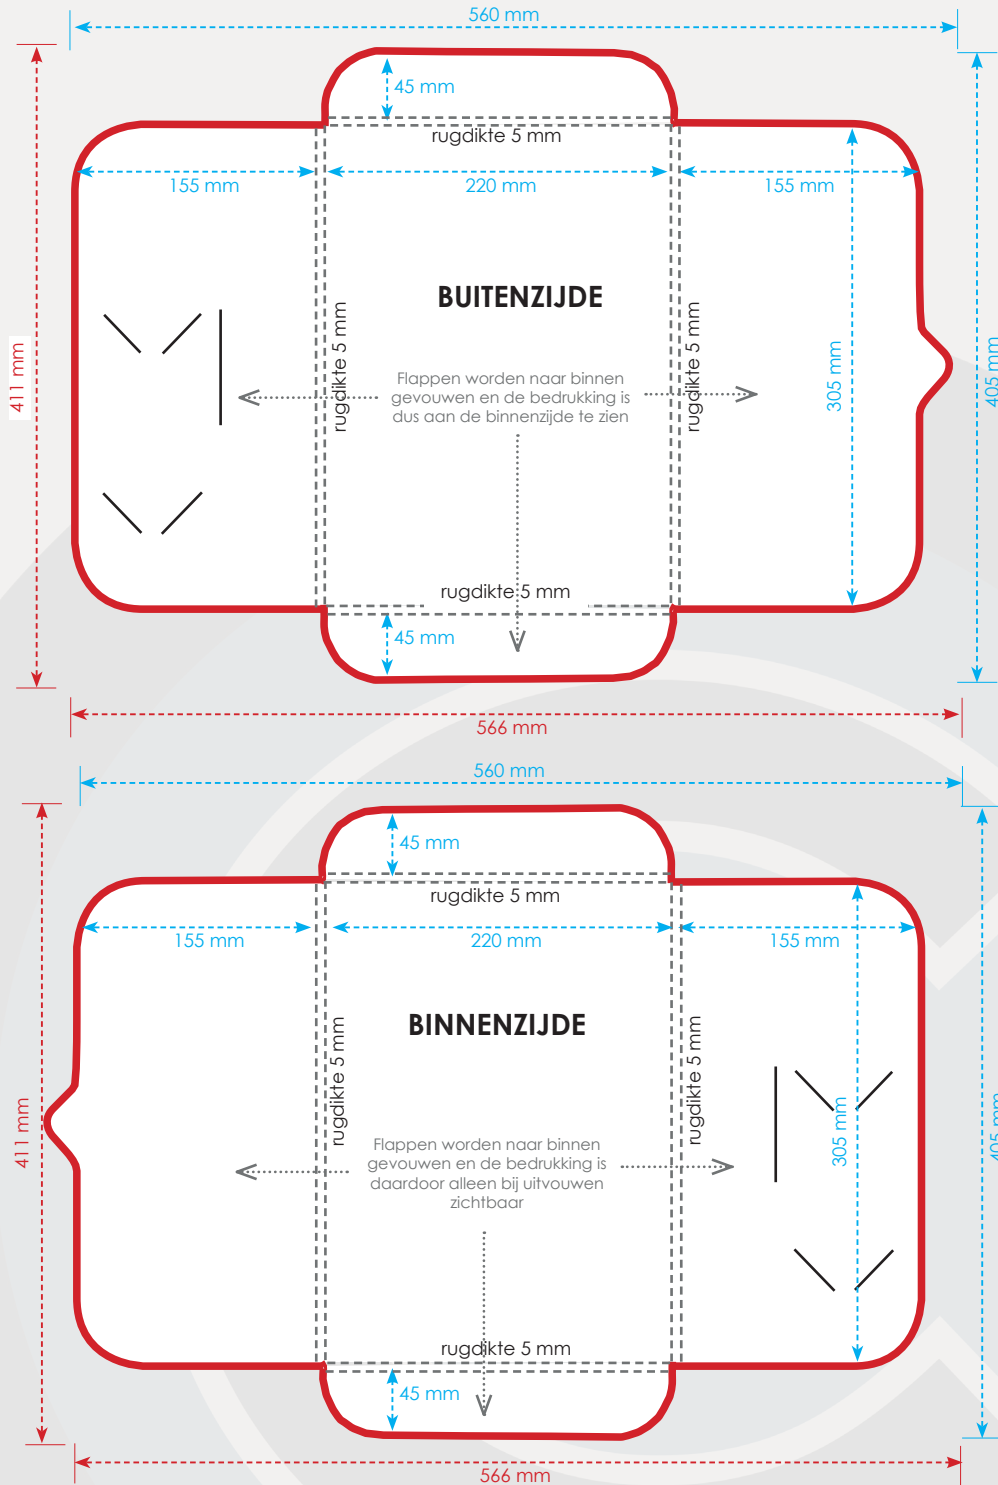 560 mm
45 mm
rugdikte 5 mm
155 mm
220 mm
155 mm
BUITENZIJDE
rugdikte 5 mm
rugdikte 5 mm
411 mm
305 mm
405 mm
Flappen worden naar binnen
gevouwen en de bedrukking is
dus aan de binnenzijde te zien
rugdikte 5 mm
45 mm
566 mm
560 mm
45 mm
rugdikte 5 mm
155 mm
220 mm
155 mm
BINNENZIJDE
rugdikte 5 mm
rugdikte 5 mm
411 mm
305 mm
405 mm
Flappen worden naar binnen
gevouwen en de bedrukking is
daardoor alleen bij uitvouwen
zichtbaar
rugdikte 5 mm
45 mm
566 mm